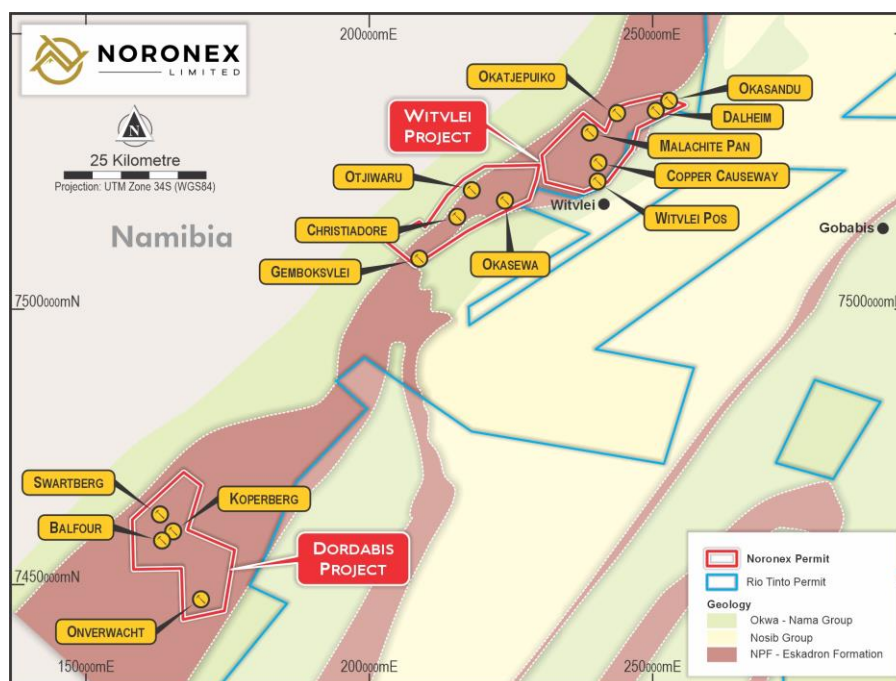 NORONEX
LIMITED
200000mE
250000mE
N
25 Kilometre
Projection: UTM Zone 34S (WGS84)
Namibia
WITVLEI
PROJECT
OKATJEPUIKO
OKASANDU
DALHEIM
MALACHITE PAN
COPPER CAUSEWAY
WITVLEI POS
Witvlei
Gobabis
OTJIWARU
CHRISTIADORE
GEMBOKSVLEI
OKASEWA
7500000mN
7500000mN
SWARTBERG
KOPERBERG
BALFOUR
DORDABIS
PROJECT
7450000mN
ONVERWACHT
150000mE
200000mE
250000mE
Noronex Permit
Rio Tinto Permit
Geology
Okwa - Nama Group
Nosib Group
NPF - Eskadron Formation